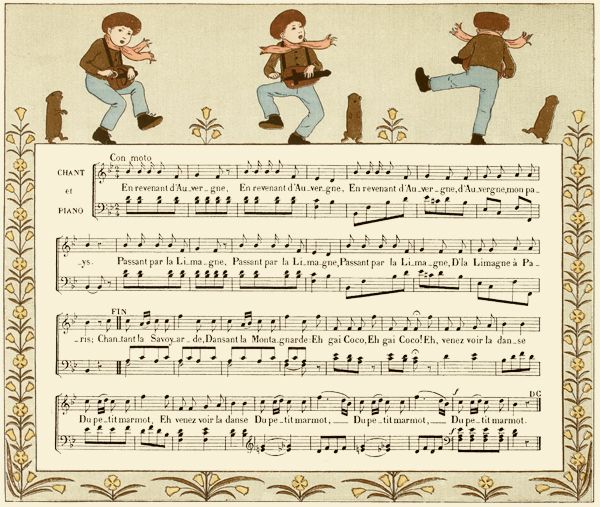 Con moto
CHANT
et
PIANO
En revenant d'Au_ver_gne, En revenant d'Au_ver_gne, En revenant d'Au_ver_gne, d'Auvergne, mon pa_
_ys. Passant par la Li_ma_gne, Passant par la Li_ma_gne, Passant par la Li_ma_gne, D'la Limagne à Pa_
FIN
_ris; Chan_tant la Savoy_ar_de, Dansant la Monta_gnarde: Eh gai Coco, Eh gai Coco! Eh, venez voir la dan_se
f DC
Du pe_tit marmot, Eh venez voir la danse Du pe_tit marmot, Du pe_tit marmot, Du pe_tit marmot.
f